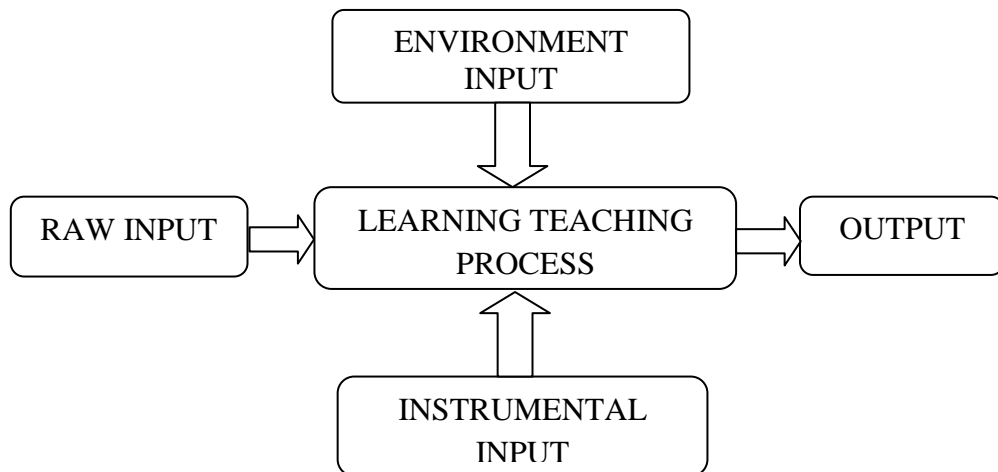 ENVIRONMENT
INPUT
RAW INPUT
LEARNING TEACHING
PROCESS
OUTPUT
INSTRUMENTAL
INPUT